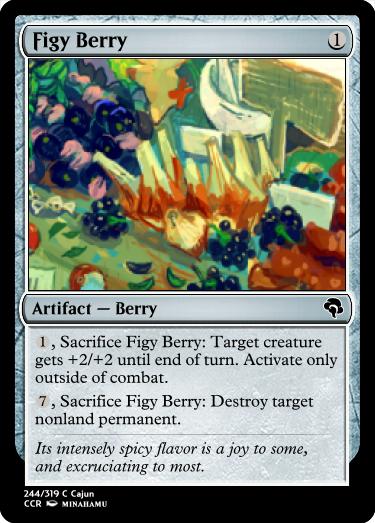 Figy Berry 1
Artifact — Berry
1, Sacrifice Figy Berry: Target creature
gets +2/+2 until end of turn. Activate only
outside of combat.
7, Sacrifice Figy Berry: Destroy target
nonland permanent.
Its intensely spicy flavor is a joy to some,
and excruciating to most.
244/319 C Cajun
CCR MINAHAMU